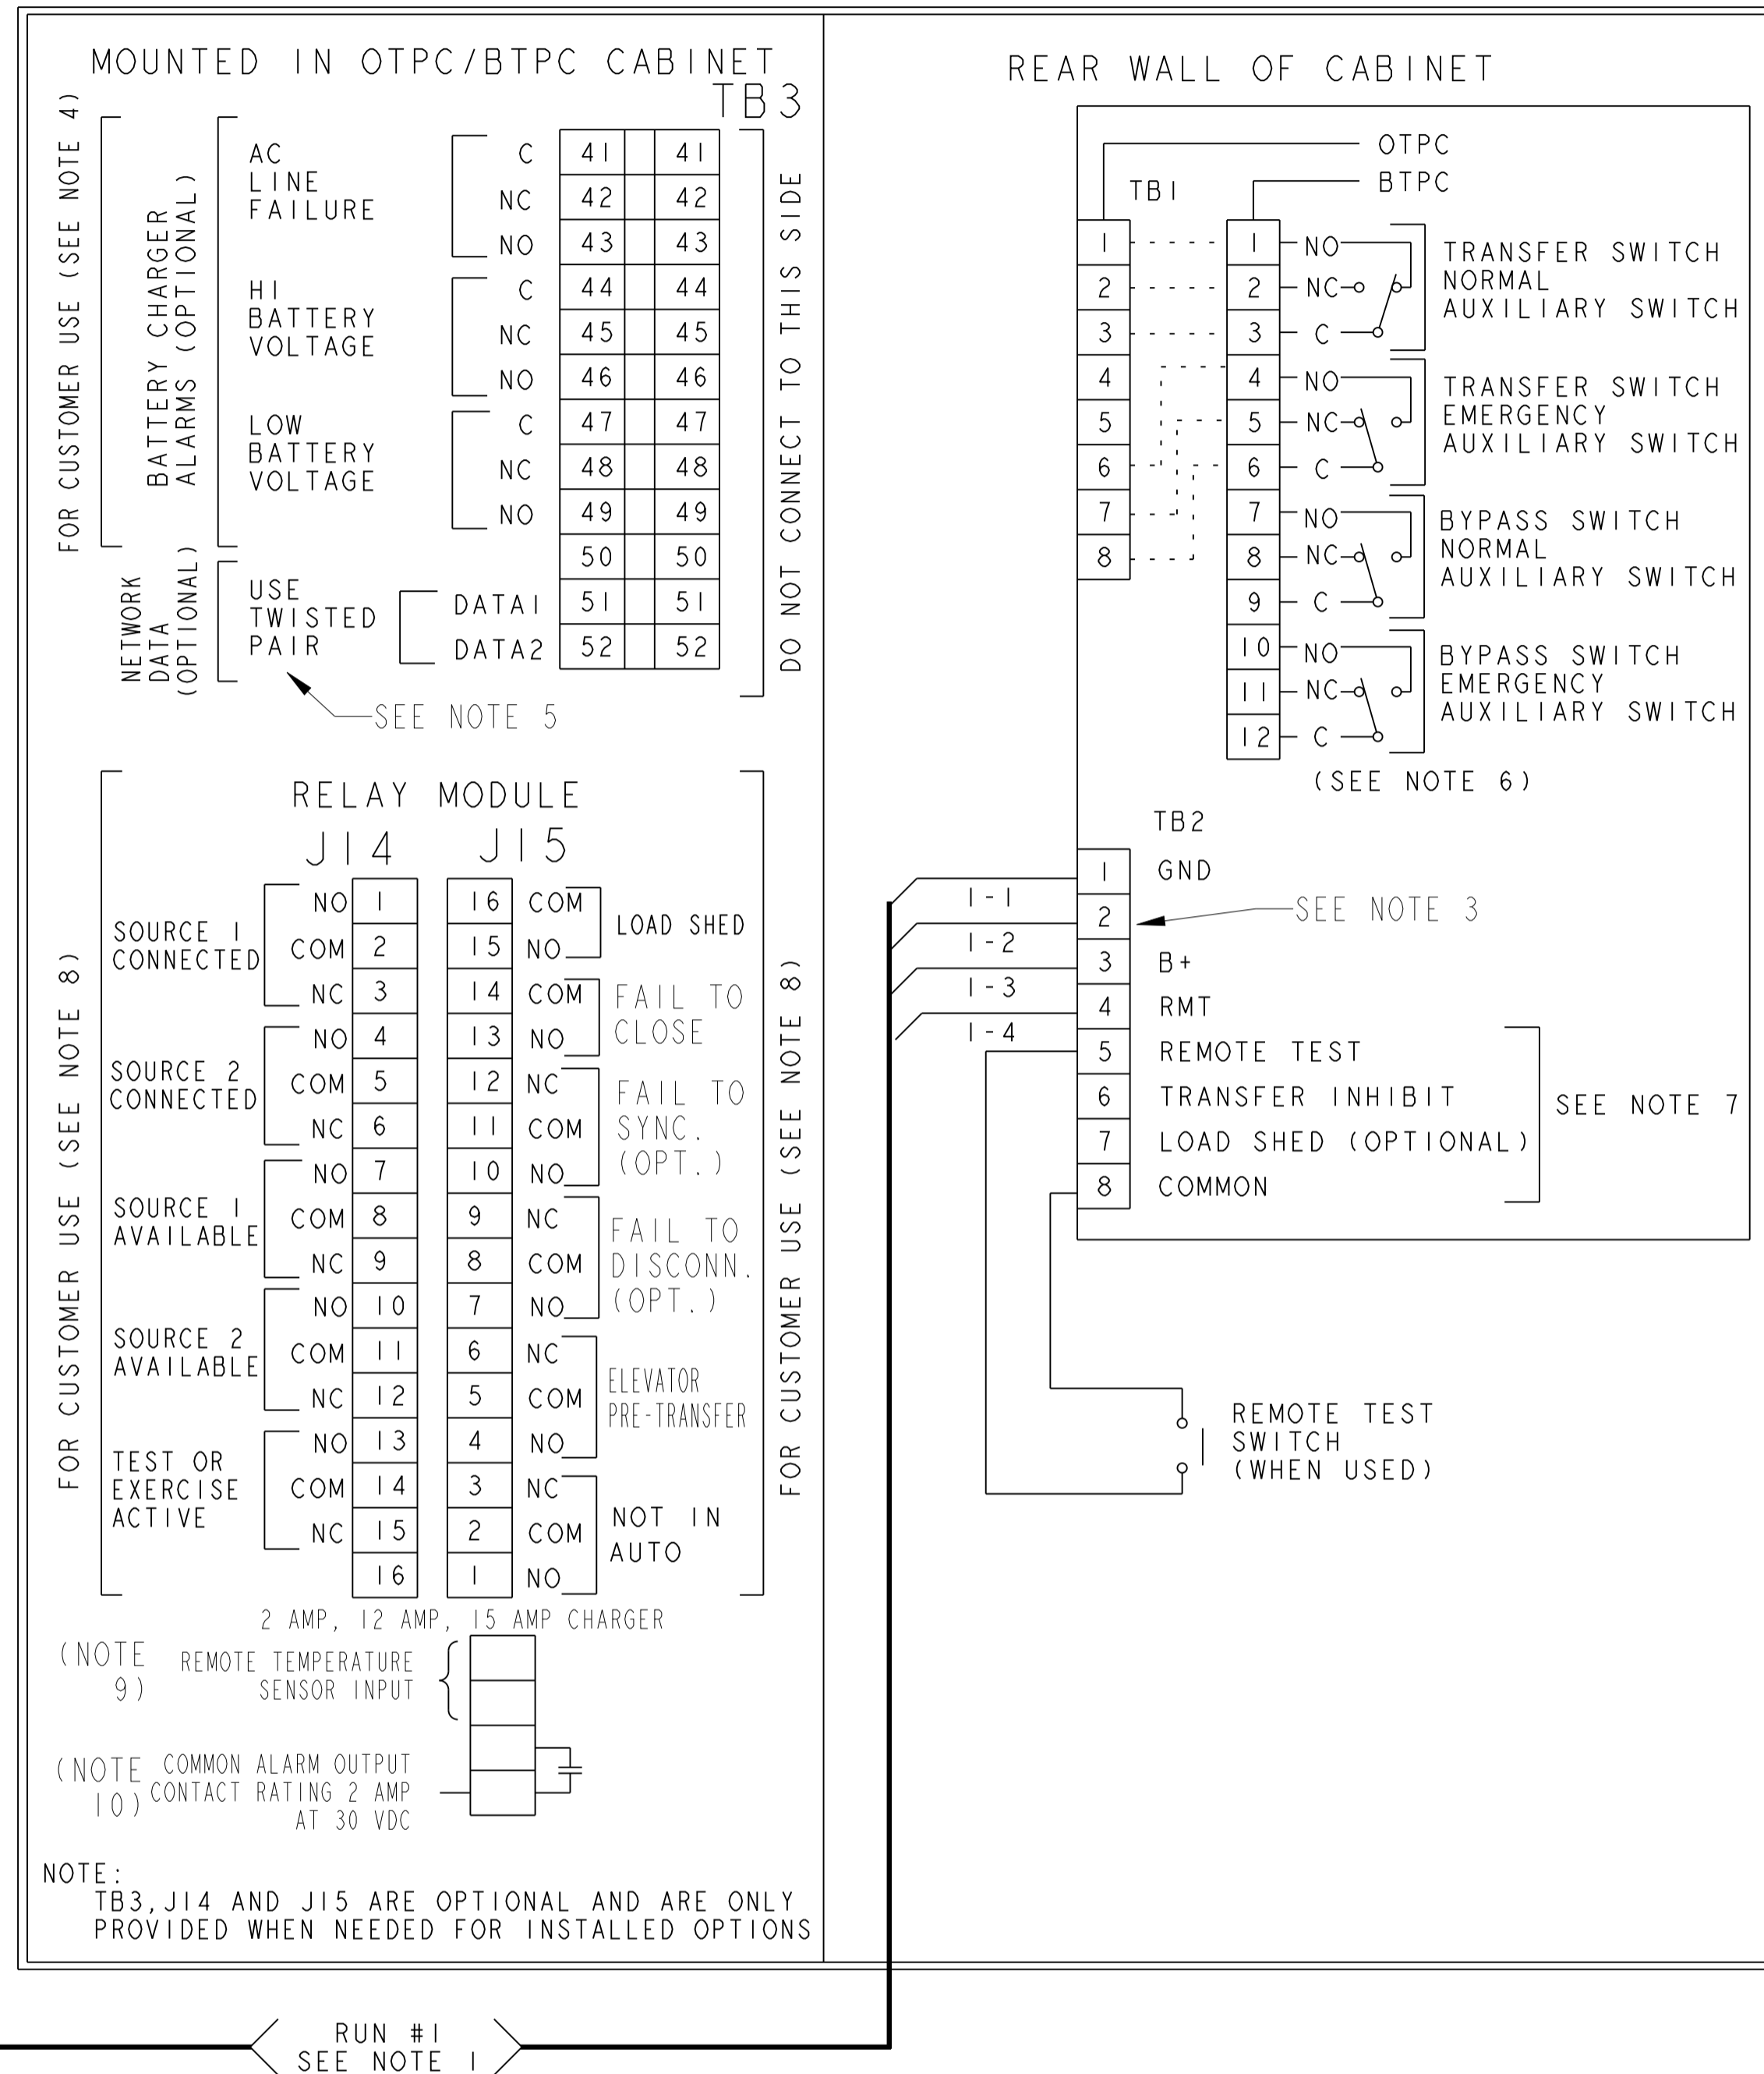 MOUNTED IN OTPC/BTPC CABINET
TB3
FOR CUSTOMER USE (SEE NOTE 4)
BATTERY CHARGER
ALARMS (OPTIONAL)
AC
LINE
FAILURE
C 41 41
NC 42 42
NO 43 43
HI
BATTERY
VOLTAGE
C 44 44
NC 45 45
NO 46 46
LOW
BATTERY
VOLTAGE
C 47 47
NC 48 48
NO 49 49
50 50
NETWORK
DATA
(OPTIONAL)
USE
TWISTED
PAIR
DATA1 51 51
DATA2 52 52
SEE NOTE 5
DO NOT CONNECT TO THIS SIDE
RELAY MODULE
J14 J15
FOR CUSTOMER USE (SEE NOTE 8)
SOURCE 1
CONNECTED
NO 1
COM 2
NC 3
SOURCE 2
CONNECTED
NO 4
COM 5
NC 6
SOURCE 1
AVAILABLE
NO 7
COM 8
NC 9
SOURCE 2
AVAILABLE
NO 10
COM 11
NC 12
TEST OR
EXERCISE
ACTIVE
NO 13
COM 14
NC 15
16
16 COM
15 NO
LOAD SHED
14 COM
13 NO
FAIL TO
CLOSE
12 NC
11 COM
10 NO
FAIL TO
SYNC.
(OPT.)
9 NC
8 COM
7 NO
FAIL TO
DISCONN.
(OPT.)
6 NC
5 COM
4 NO
ELEVATOR
PRE-TRANSFER
3 NC
2 COM
1 NO
NOT IN
AUTO
FOR CUSTOMER USE (SEE NOTE 8)
2 AMP, 12 AMP, 15 AMP CHARGER
(NOTE
9)
REMOTE TEMPERATURE
SENSOR INPUT
(NOTE
10)
COMMON ALARM OUTPUT
CONTACT RATING 2 AMP
AT 30 VDC
NOTE:
TB3,J14 AND J15 ARE OPTIONAL AND ARE ONLY
PROVIDED WHEN NEEDED FOR INSTALLED OPTIONS
RUN #1
SEE NOTE 1
REAR WALL OF CABINET
OTPC
BTPC
TB1
1
2
3
4
5
6
7
8
1 NO
2 NC
3 C
TRANSFER SWITCH
NORMAL
AUXILIARY SWITCH
4 NO
5 NC
6 C
TRANSFER SWITCH
EMERGENCY
AUXILIARY SWITCH
7 NO
8 NC
9 C
BYPASS SWITCH
NORMAL
AUXILIARY SWITCH
10 NO
11 NC
12 C
BYPASS SWITCH
EMERGENCY
AUXILIARY SWITCH
(SEE NOTE 6)
TB2
1-1 1 GND
1-2 2 SEE NOTE 3
1-3 3 B+
1-4 4 RMT
5 REMOTE TEST
6 TRANSFER INHIBIT
7 LOAD SHED (OPTIONAL)
8 COMMON
SEE NOTE 7
REMOTE TEST
SWITCH
(WHEN USED)